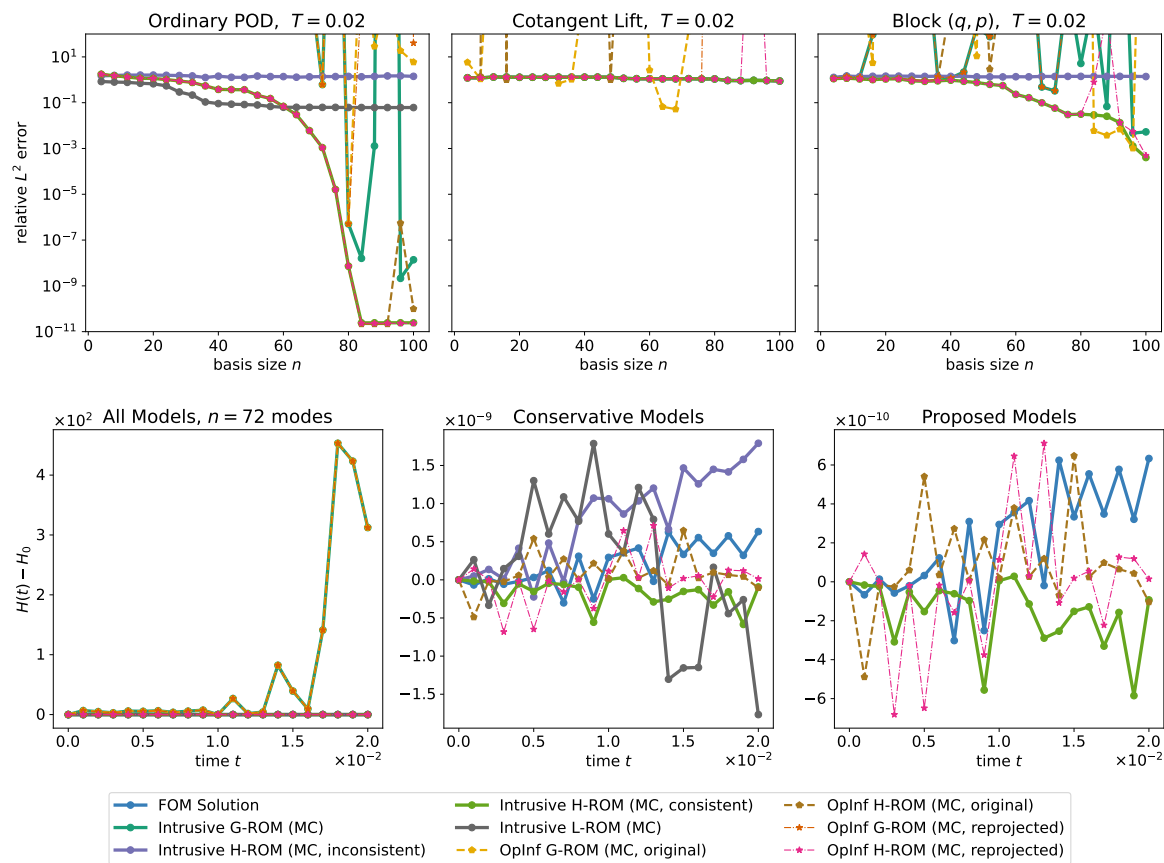 Ordinary POD, T = 0.02
Cotangent Lift, T = 0.02
Block (q, p), T = 0.02
relative L² error
10¹
10⁻¹
10⁻³
10⁻⁵
10⁻⁷
10⁻⁹
10⁻¹¹
0 20 40 60 80 100
0 20 40 60 80 100
0 20 40 60 80 100
basis size n
basis size n
basis size n
×10²
All Models, n = 72 modes
×10⁻⁹
Conservative Models
×10⁻¹⁰
Proposed Models
H(t) − H₀
4
3
2
1
0
1.5
1.0
0.5
0.0
−0.5
−1.0
−1.5
6
4
2
0
−2
−4
−6
0.0 0.5 1.0 1.5 2.0
0.0 0.5 1.0 1.5 2.0
0.0 0.5 1.0 1.5 2.0
time t
×10⁻²
time t
×10⁻²
time t
×10⁻²
FOM Solution
Intrusive G-ROM (MC)
Intrusive H-ROM (MC, inconsistent)
Intrusive H-ROM (MC, consistent)
Intrusive L-ROM (MC)
OpInf G-ROM (MC, original)
OpInf H-ROM (MC, original)
OpInf G-ROM (MC, reprojected)
OpInf H-ROM (MC, reprojected)